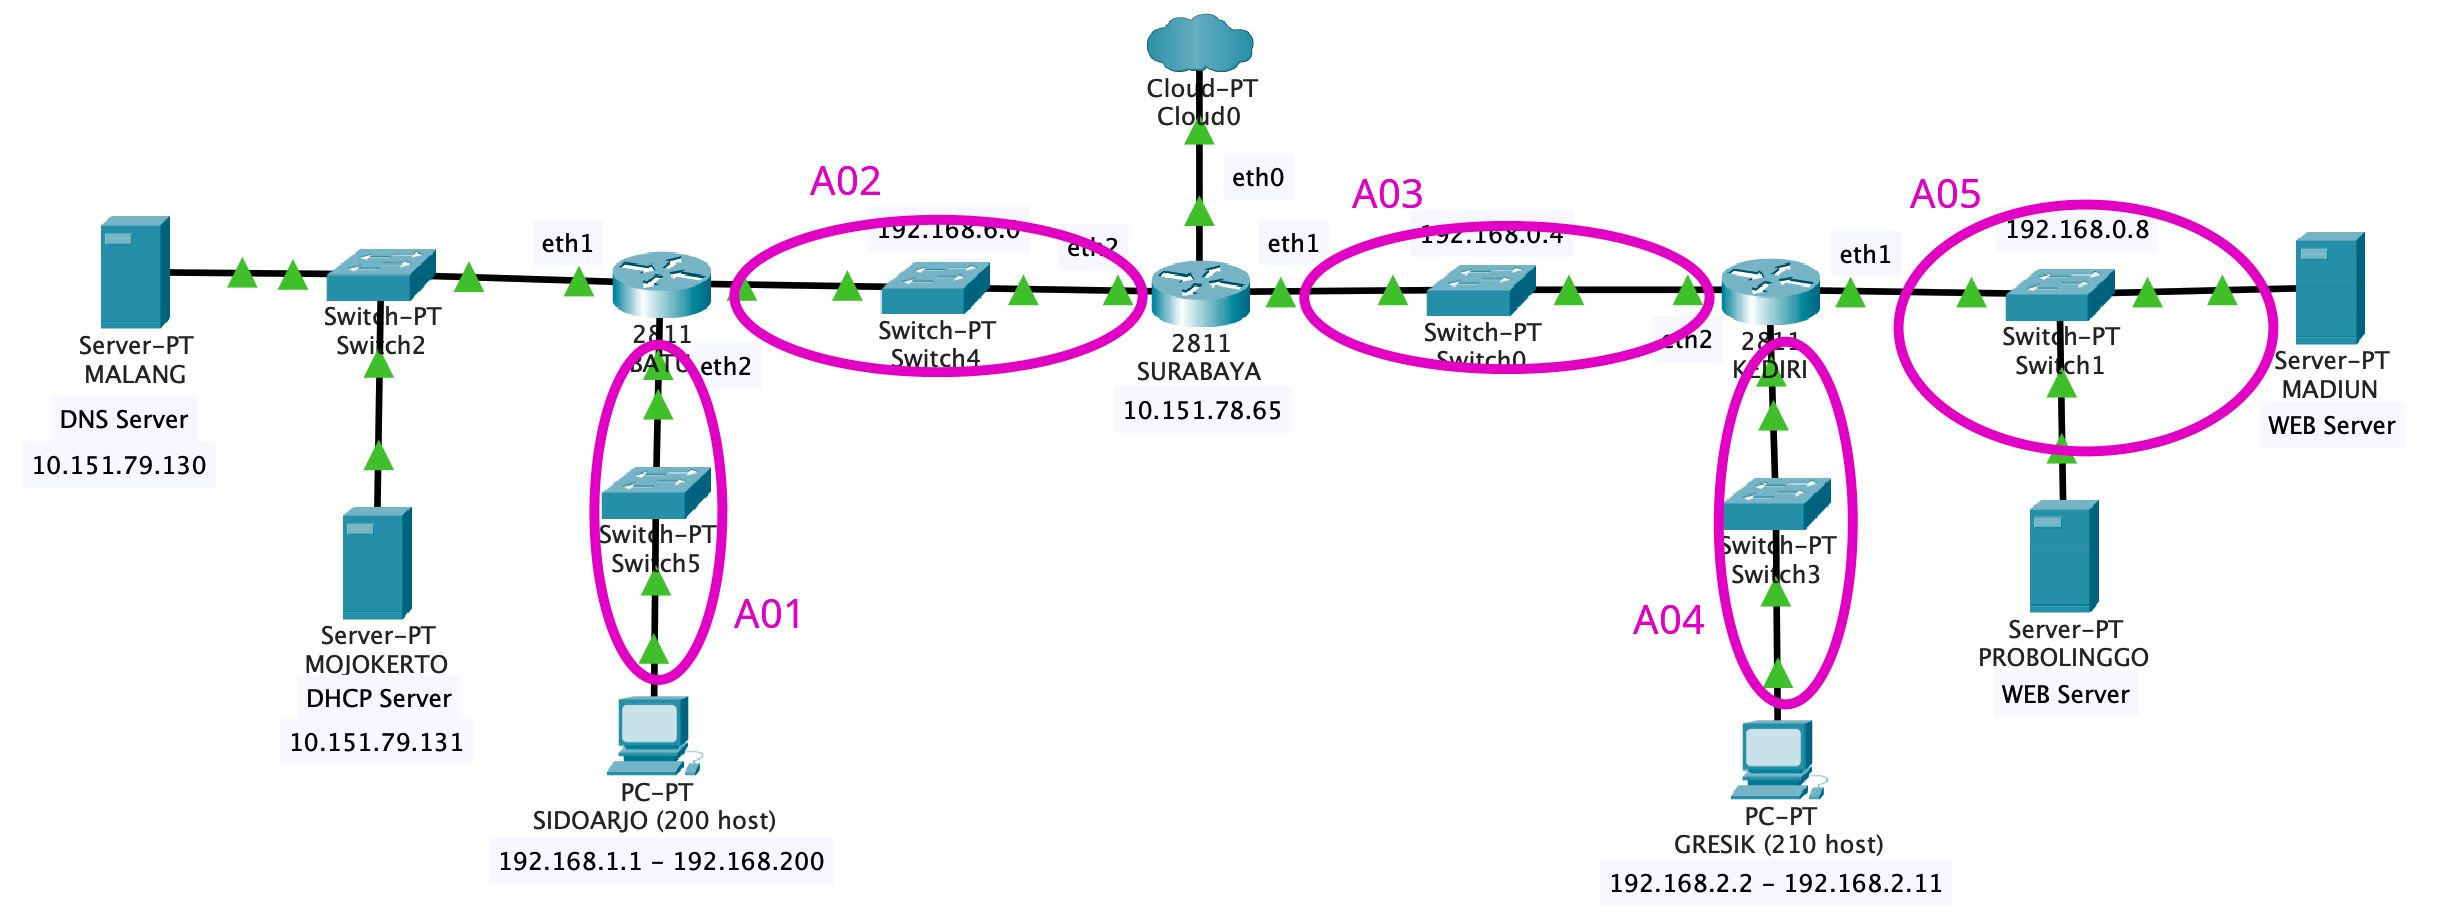 Cloud-PT
Cloud0
eth0
A02
A03
A05
192.168.6.0
192.168.0.4
192.168.0.8
eth1
eth2
eth1
eth1
Server-PT
MALANG
DNS Server
10.151.79.130
Switch-PT
Switch2
2811
BATU
eth2
Switch-PT
Switch4
2811
SURABAYA
10.151.78.65
Switch-PT
Switch0
eth2
2811
KEDIRI
Switch-PT
Switch1
Server-PT
MADIUN
WEB Server
Switch-PT
Switch5
A01
Switch-PT
Switch3
A04
Server-PT
MOJOKERTO
DHCP Server
10.151.79.131
Server-PT
PROBOLINGGO
WEB Server
PC-PT
SIDOARJO (200 host)
192.168.1.1 - 192.168.200
PC-PT
GRESIK (210 host)
192.168.2.2 - 192.168.2.11